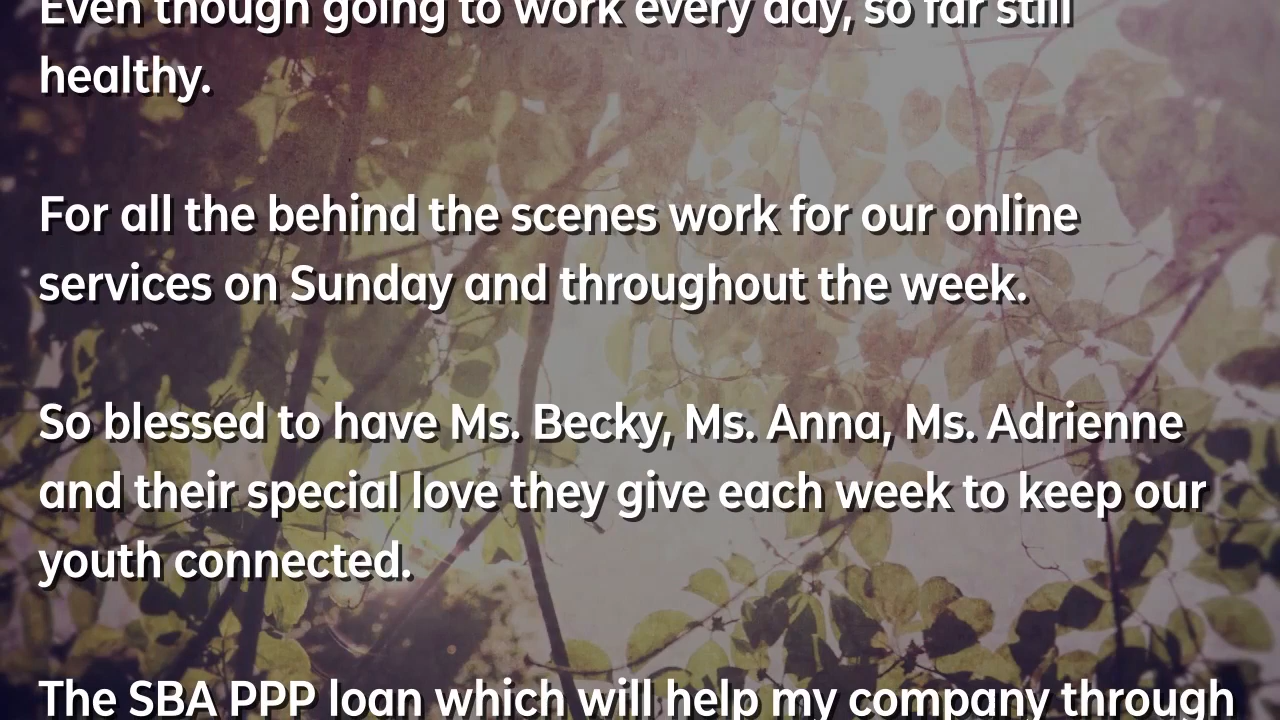 Even though going to work every day, so far still
healthy.
For all the behind the scenes work for our online
services on Sunday and throughout the week.
So blessed to have Ms. Becky, Ms. Anna, Ms. Adrienne
and their special love they give each week to keep our
youth connected.
The SBA PPP loan which will help my company through